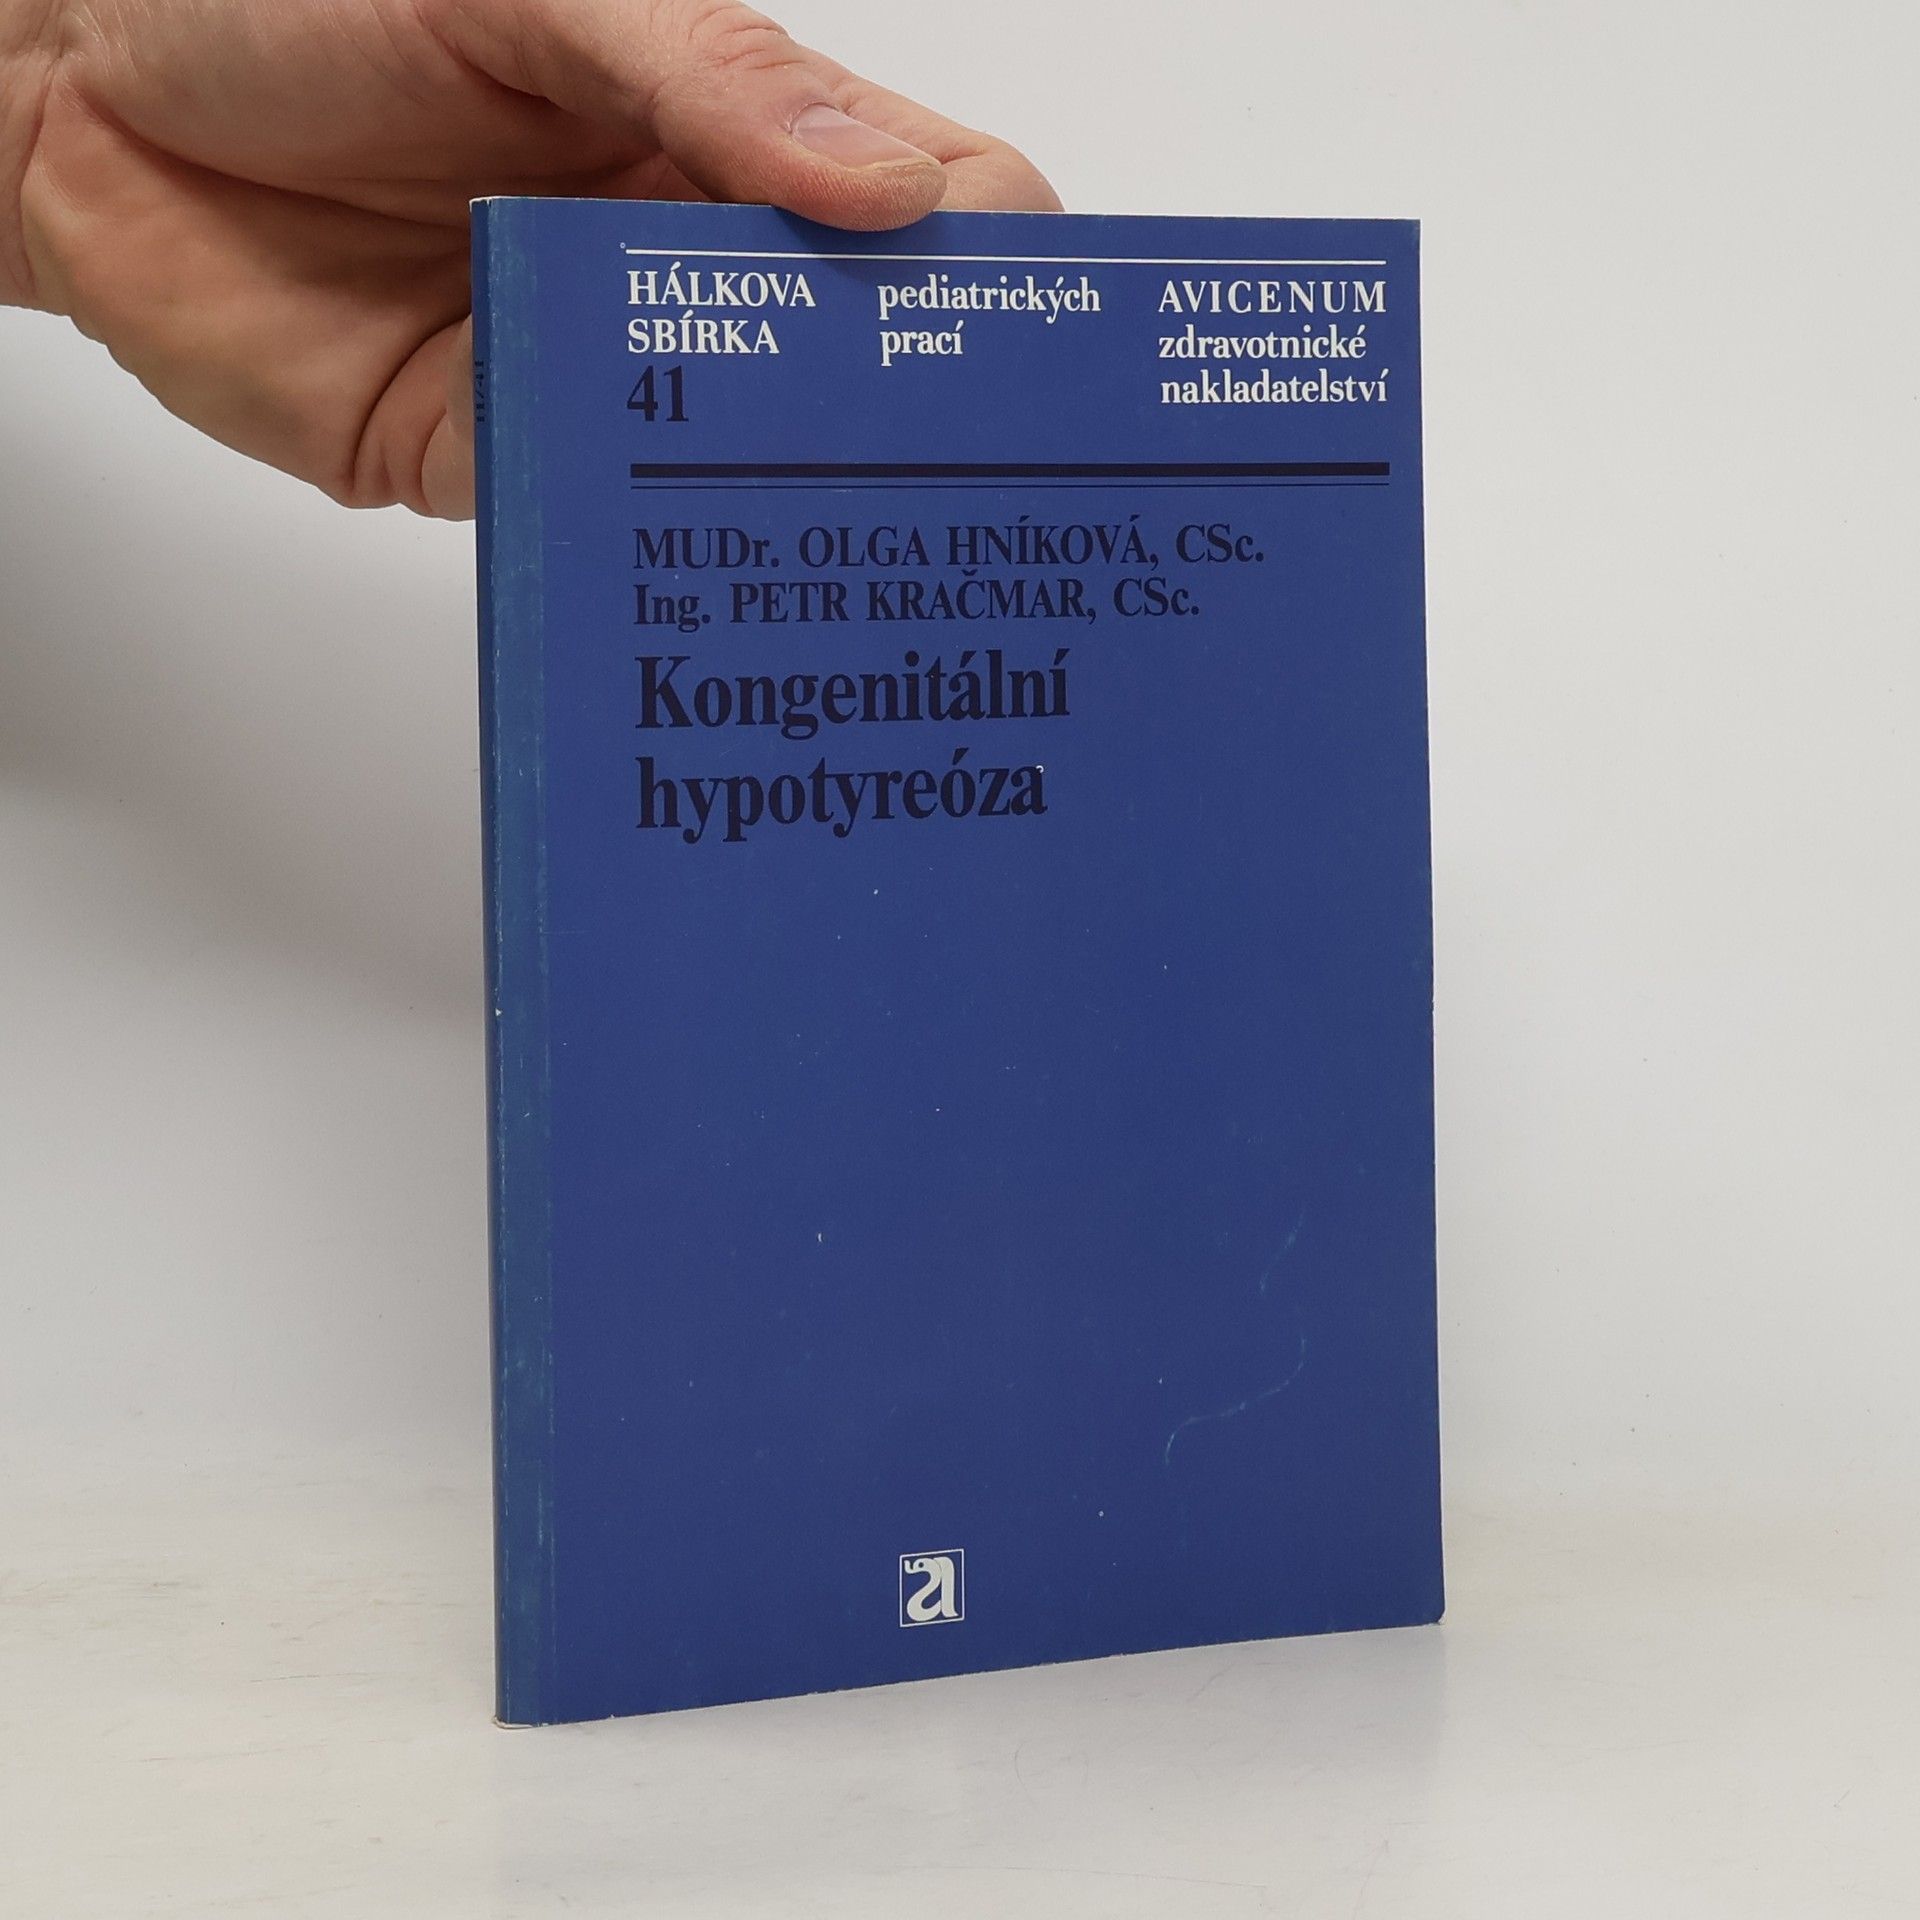 HÁLKOVA
SBÍRKA
41
pediatrických
prací
AVICENUM
zdravotnické
nakladatelství
MUDr. OLGA HNÍKOVÁ, CSc.
Ing. PETR KRAČMAR, CSc.
Kongenitální
hypotyreóza